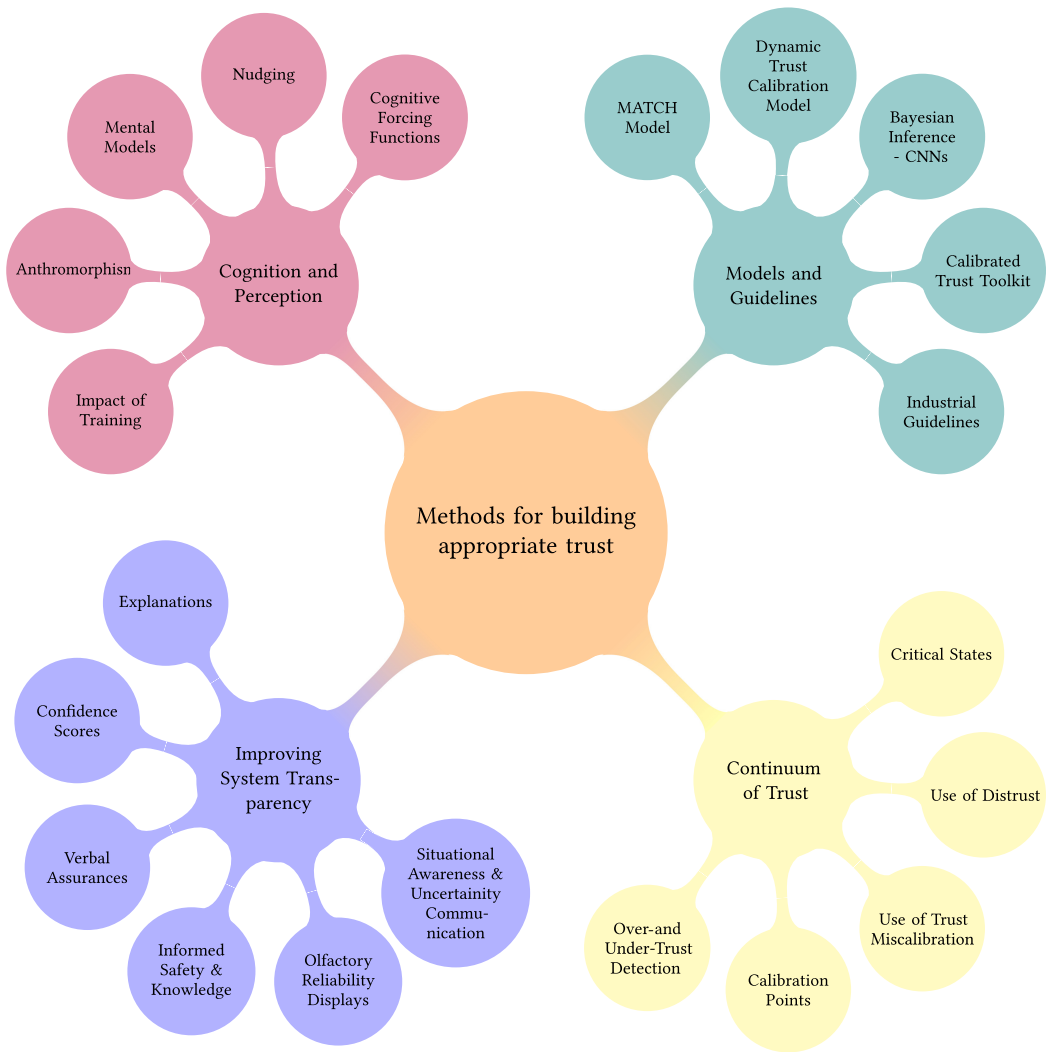 Methods for building
appropriate trust
Cognition and
Perception
Cognitive
Forcing
Functions
Nudging
Mental
Models
Anthromorphism
Impact of
Training
Models and
Guidelines
MATCH
Model
Dynamic
Trust
Calibration
Model
Bayesian
Inference
- CNNs
Calibrated
Trust Toolkit
Industrial
Guidelines
Improving
System Trans-
parency
Explanations
Confidence
Scores
Verbal
Assurances
Informed
Safety &
Knowledge
Olfactory
Reliability
Displays
Situational
Awareness &
Uncertainity
Commu-
nication
Continuum
of Trust
Critical States
Use of Distrust
Use of Trust
Miscalibration
Calibration
Points
Over-and
Under-Trust
Detection